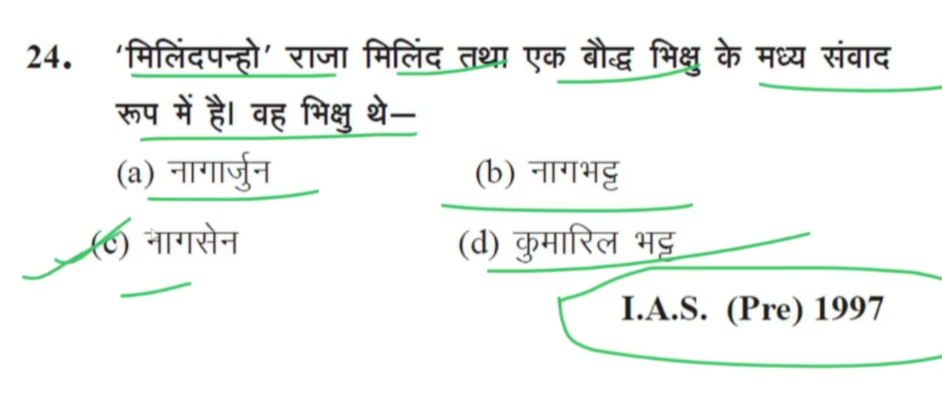 24. ‘मिलिंदपन्हो’ राजा मिलिंद तथा एक बौद्ध भिक्षु के मध्य संवाद
रूप में है। वह भिक्षु थे—
(a) नागार्जुन (b) नागभट्ट
(c) नागसेन (d) कुमारिल भट्ट
I.A.S. (Pre) 1997